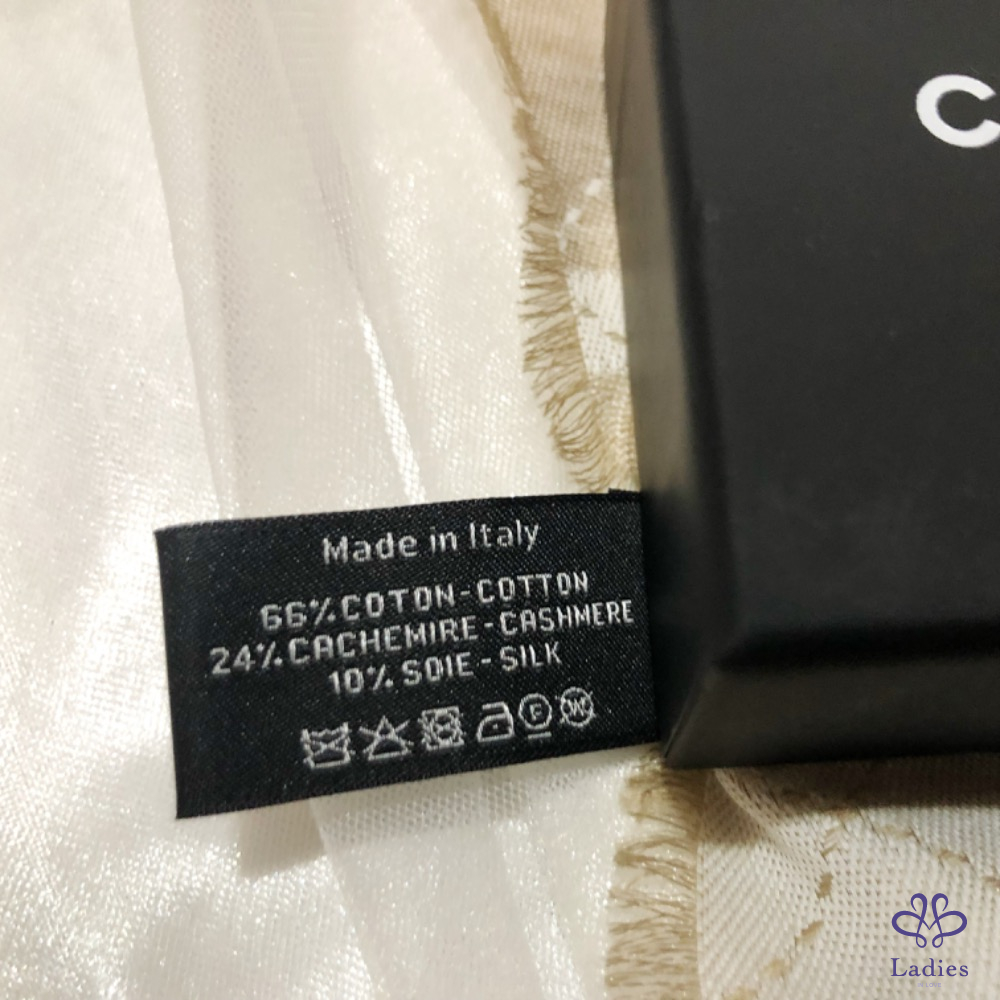 C
Made in Italy
66% COTON - COTTON
24% CACHEMIRE - CASHMERE
10% SOIE - SILK
F W
Ladies